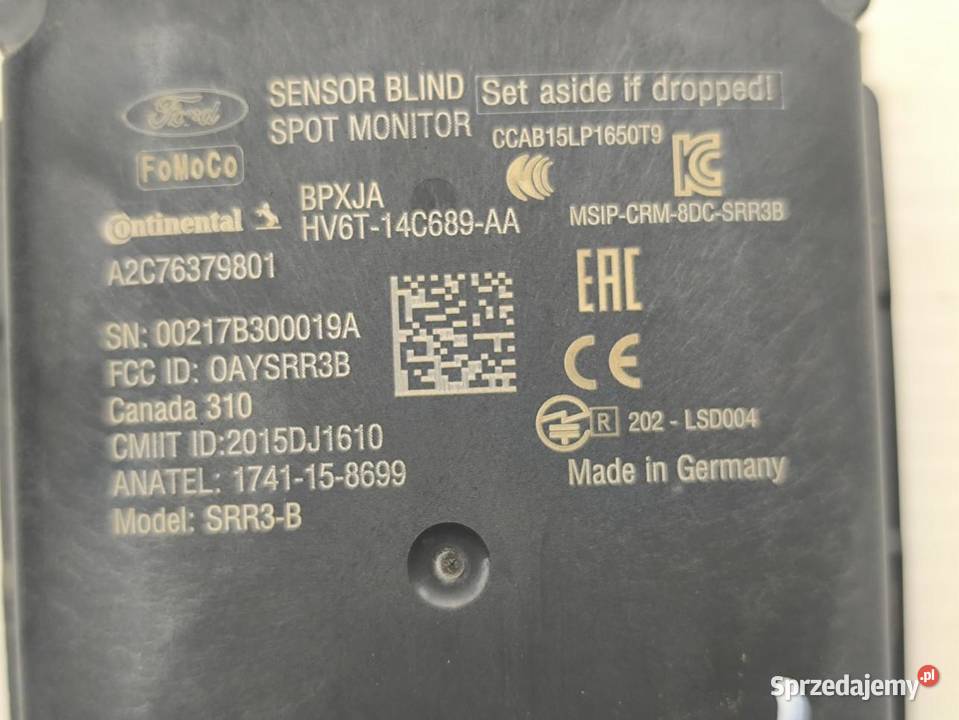 Ford
FoMoCo
Continental
SENSOR BLIND
SPOT MONITOR
Set aside if dropped!
CCAB15LP1650T9
BPXJA
HV6T-14C689-AA
MSIP-CRM-8DC-SRR3B
A2C76379801
EAC
SN: 00217B300019A
FCC ID: OAYSRR3B
CE
Canada 310
R 202 - LSD004
CMIIT ID:2015DJ1610
Made in Germany
ANATEL: 1741-15-8699
Model: SRR3-B
Sprzedajemy.pl